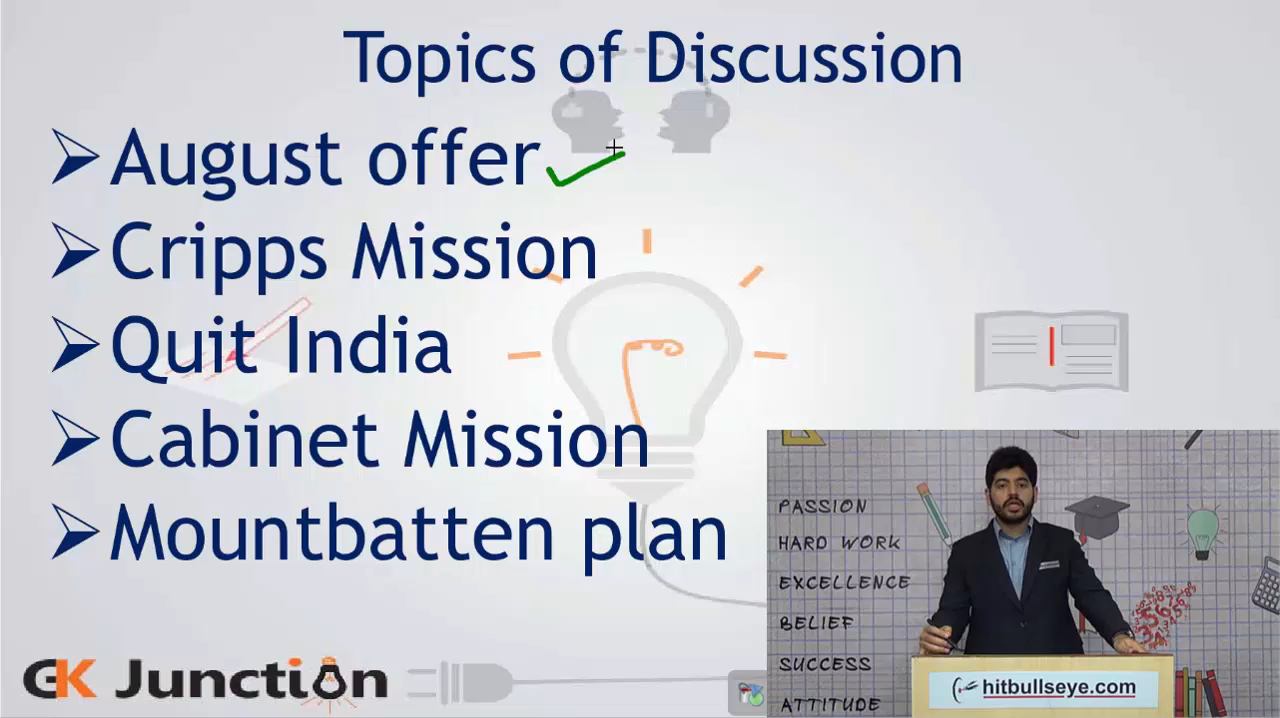 Topics of Discussion
August offer
Cripps Mission
Quit India
Cabinet Mission
Mountbatten plan
GK Junction
PASSION
HARD WORK
EXCELLENCE
BELIEF
SUCCESS
ATTITUDE
hitbullseye.com